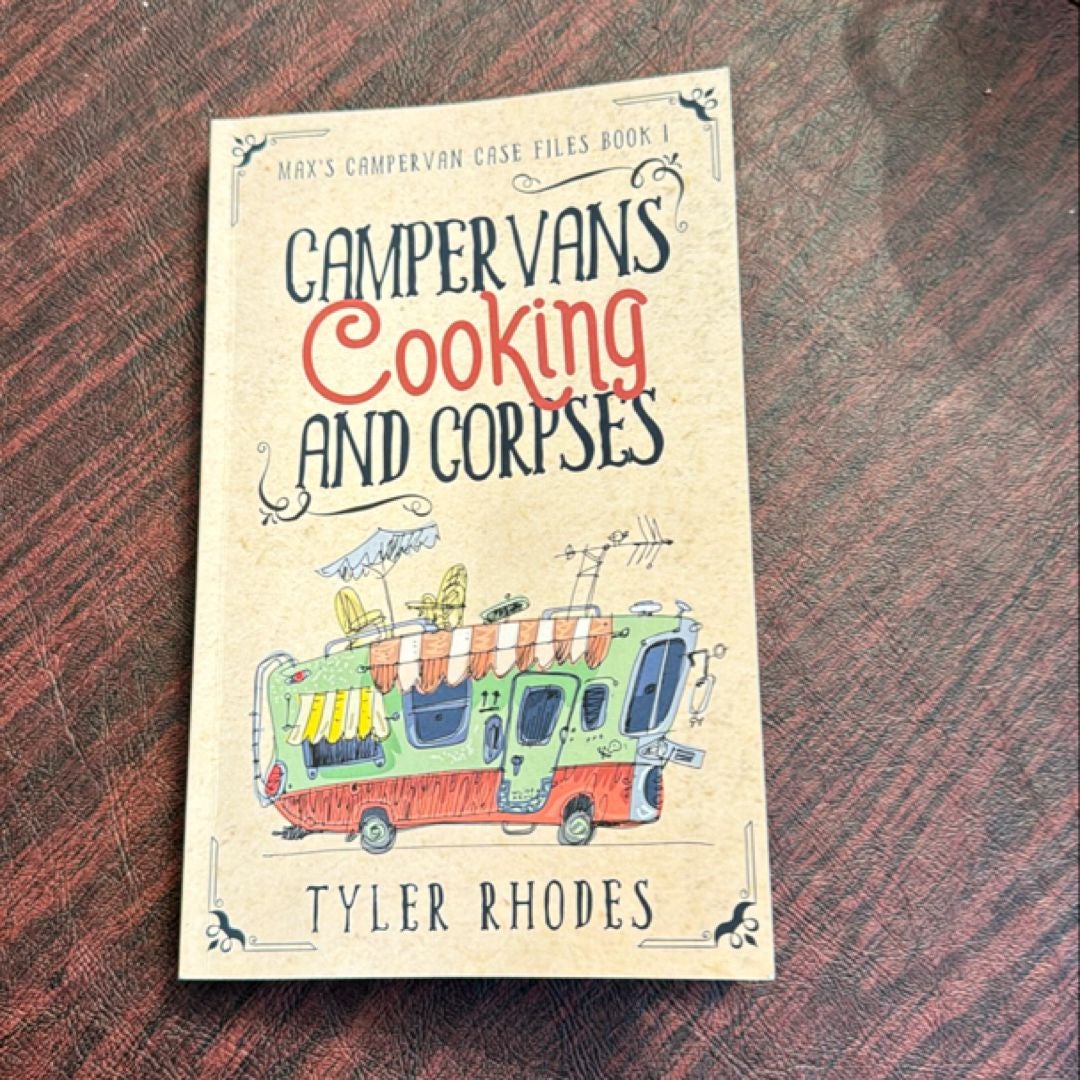 MAX'S CAMPERVAN CASE FILES BOOK 1
CAMPERVANS
Cooking
AND CORPSES
TYLER RHODES